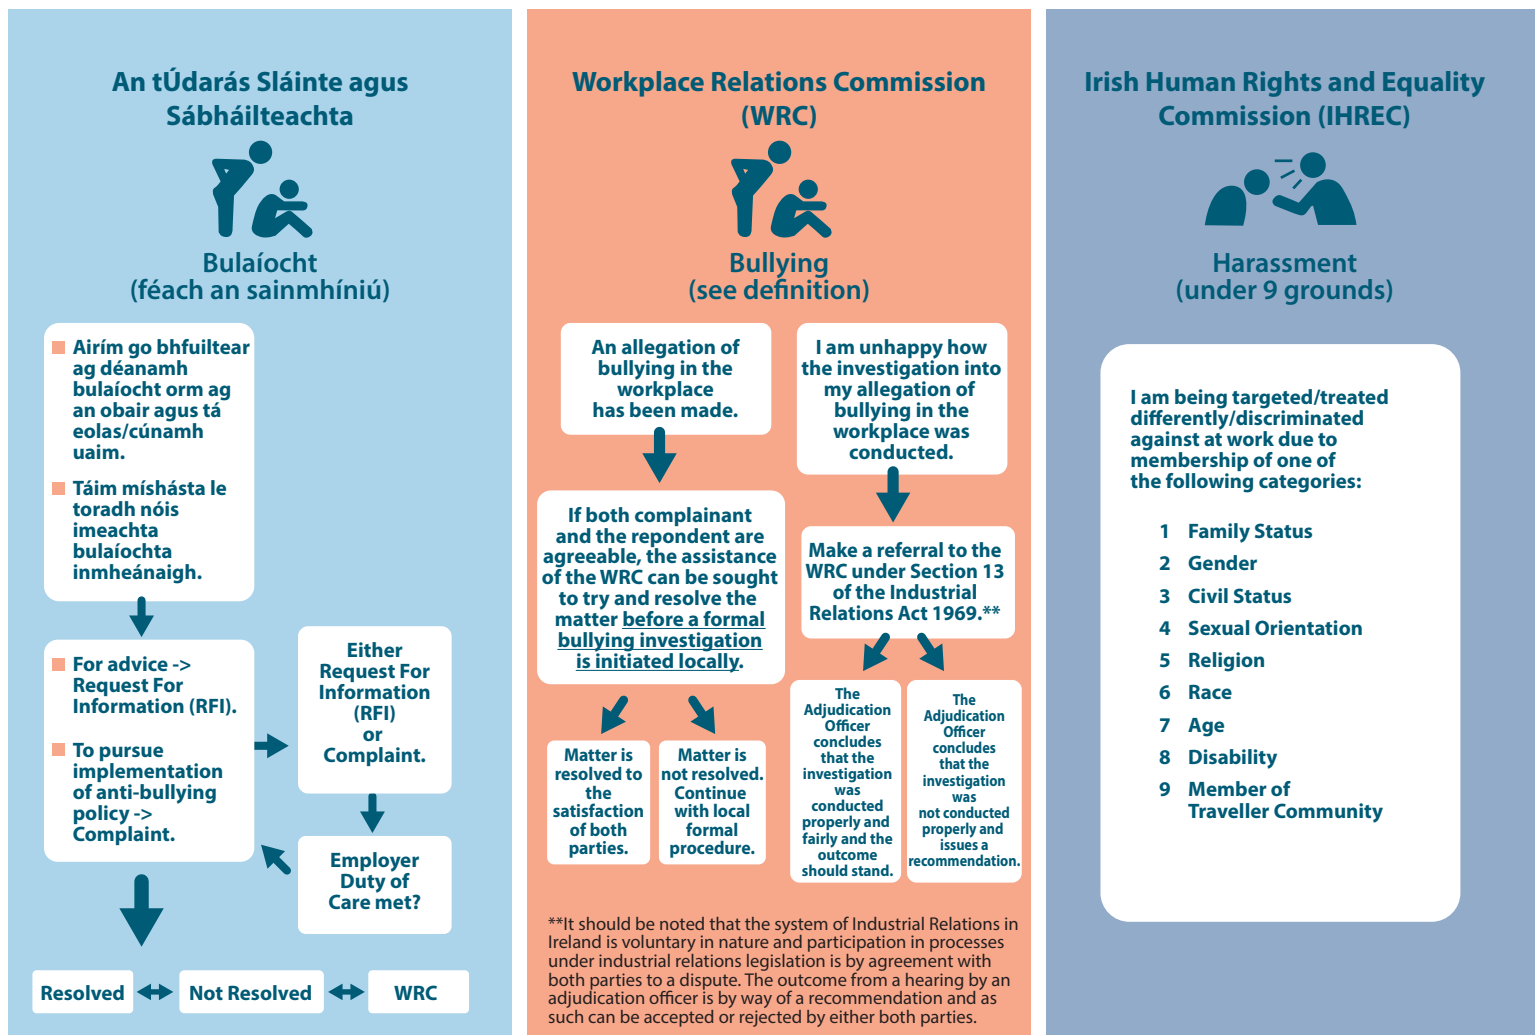 An tÚdarás Sláinte agus
Sábháilteachta
Bulaíocht
(féach an sainmhíniú)
Airím go bhfuiltear
ag déanamh
bulaíocht orm ag
an obair agus tá
eolas/cúnamh
uaim.
Táim míshásta le
toradh nóis
imeachta
bulaíochta
inmheánaigh.
For advice ->
Request For
Information (RFI).
To pursue
implementation
of anti-bullying
policy ->
Complaint.
Either
Request For
Information
(RFI)
or
Complaint.
Employer
Duty of
Care met?
Resolved
Not Resolved
WRC
Workplace Relations Commission
(WRC)
Bullying
(see definition)
An allegation of
bullying in the
workplace
has been made.
If both complainant
and the repondent are
agreeable, the assistance
of the WRC can be sought
to try and resolve the
matter before a formal
bullying investigation
is initiated locally.
Matter is
resolved to
the
satisfaction
of both
parties.
Matter is
not resolved.
Continue
with local
formal
procedure.
I am unhappy how
the investigation into
my allegation of
bullying in the
workplace was
conducted.
Make a referral to the
WRC under Section 13
of the Industrial
Relations Act 1969.**
The
Adjudication
Officer
concludes
that the
investigation
was
conducted
properly and
fairly and the
outcome
should stand.
The
Adjudication
Officer
concludes
that the
investigation
was
not conducted
properly and
issues a
recommendation.
**It should be noted that the system of Industrial Relations in
Ireland is voluntary in nature and participation in processes
under industrial relations legislation is by agreement with
both parties to a dispute. The outcome from a hearing by an
adjudication officer is by way of a recommendation and as
such can be accepted or rejected by either both parties.
Irish Human Rights and Equality
Commission (IHREC)
Harassment
(under 9 grounds)
I am being targeted/treated
differently/discriminated
against at work due to
membership of one of
the following categories:
1 Family Status
2 Gender
3 Civil Status
4 Sexual Orientation
5 Religion
6 Race
7 Age
8 Disability
9 Member of
Traveller Community